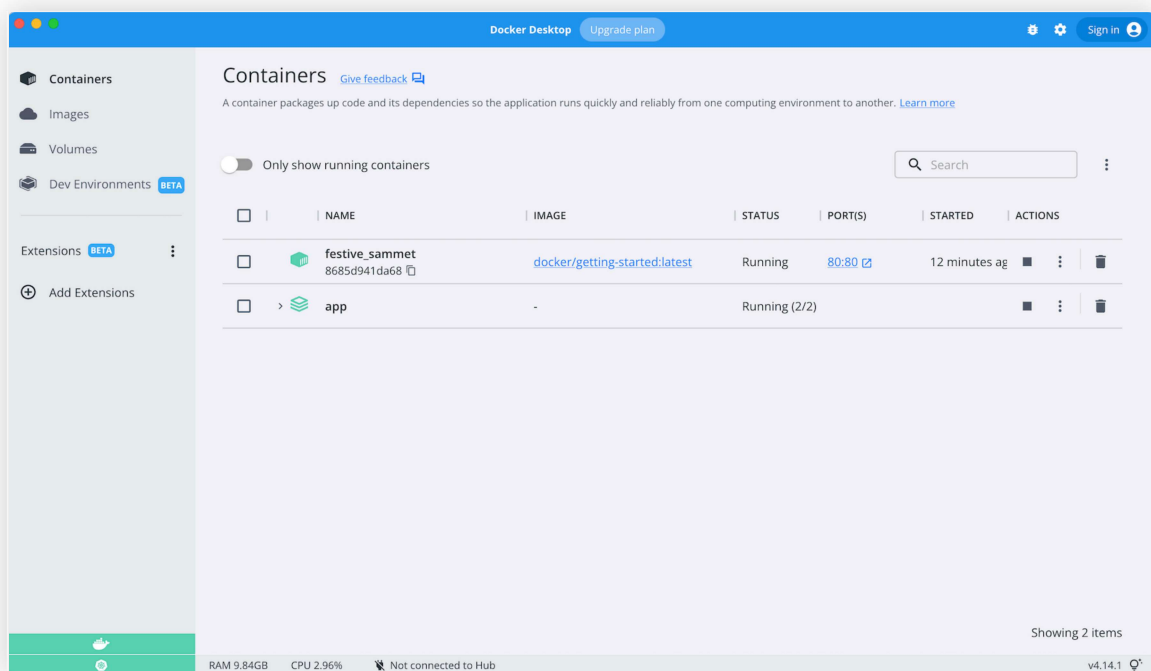 Docker Desktop Upgrade plan Sign in
Containers
Images
Volumes
Dev Environments BETA
Extensions BETA
Add Extensions
Containers Give feedback
A container packages up code and its dependencies so the application runs quickly and reliably from one computing environment to another. Learn more
Only show running containers Search
NAME IMAGE STATUS PORT(S) STARTED ACTIONS
festive_sammet
8685d941da68
docker/getting-started:latest Running 80:80 12 minutes ag
app - Running (2/2)
Showing 2 items
RAM 9.84GB CPU 2.96% Not connected to Hub v4.14.1